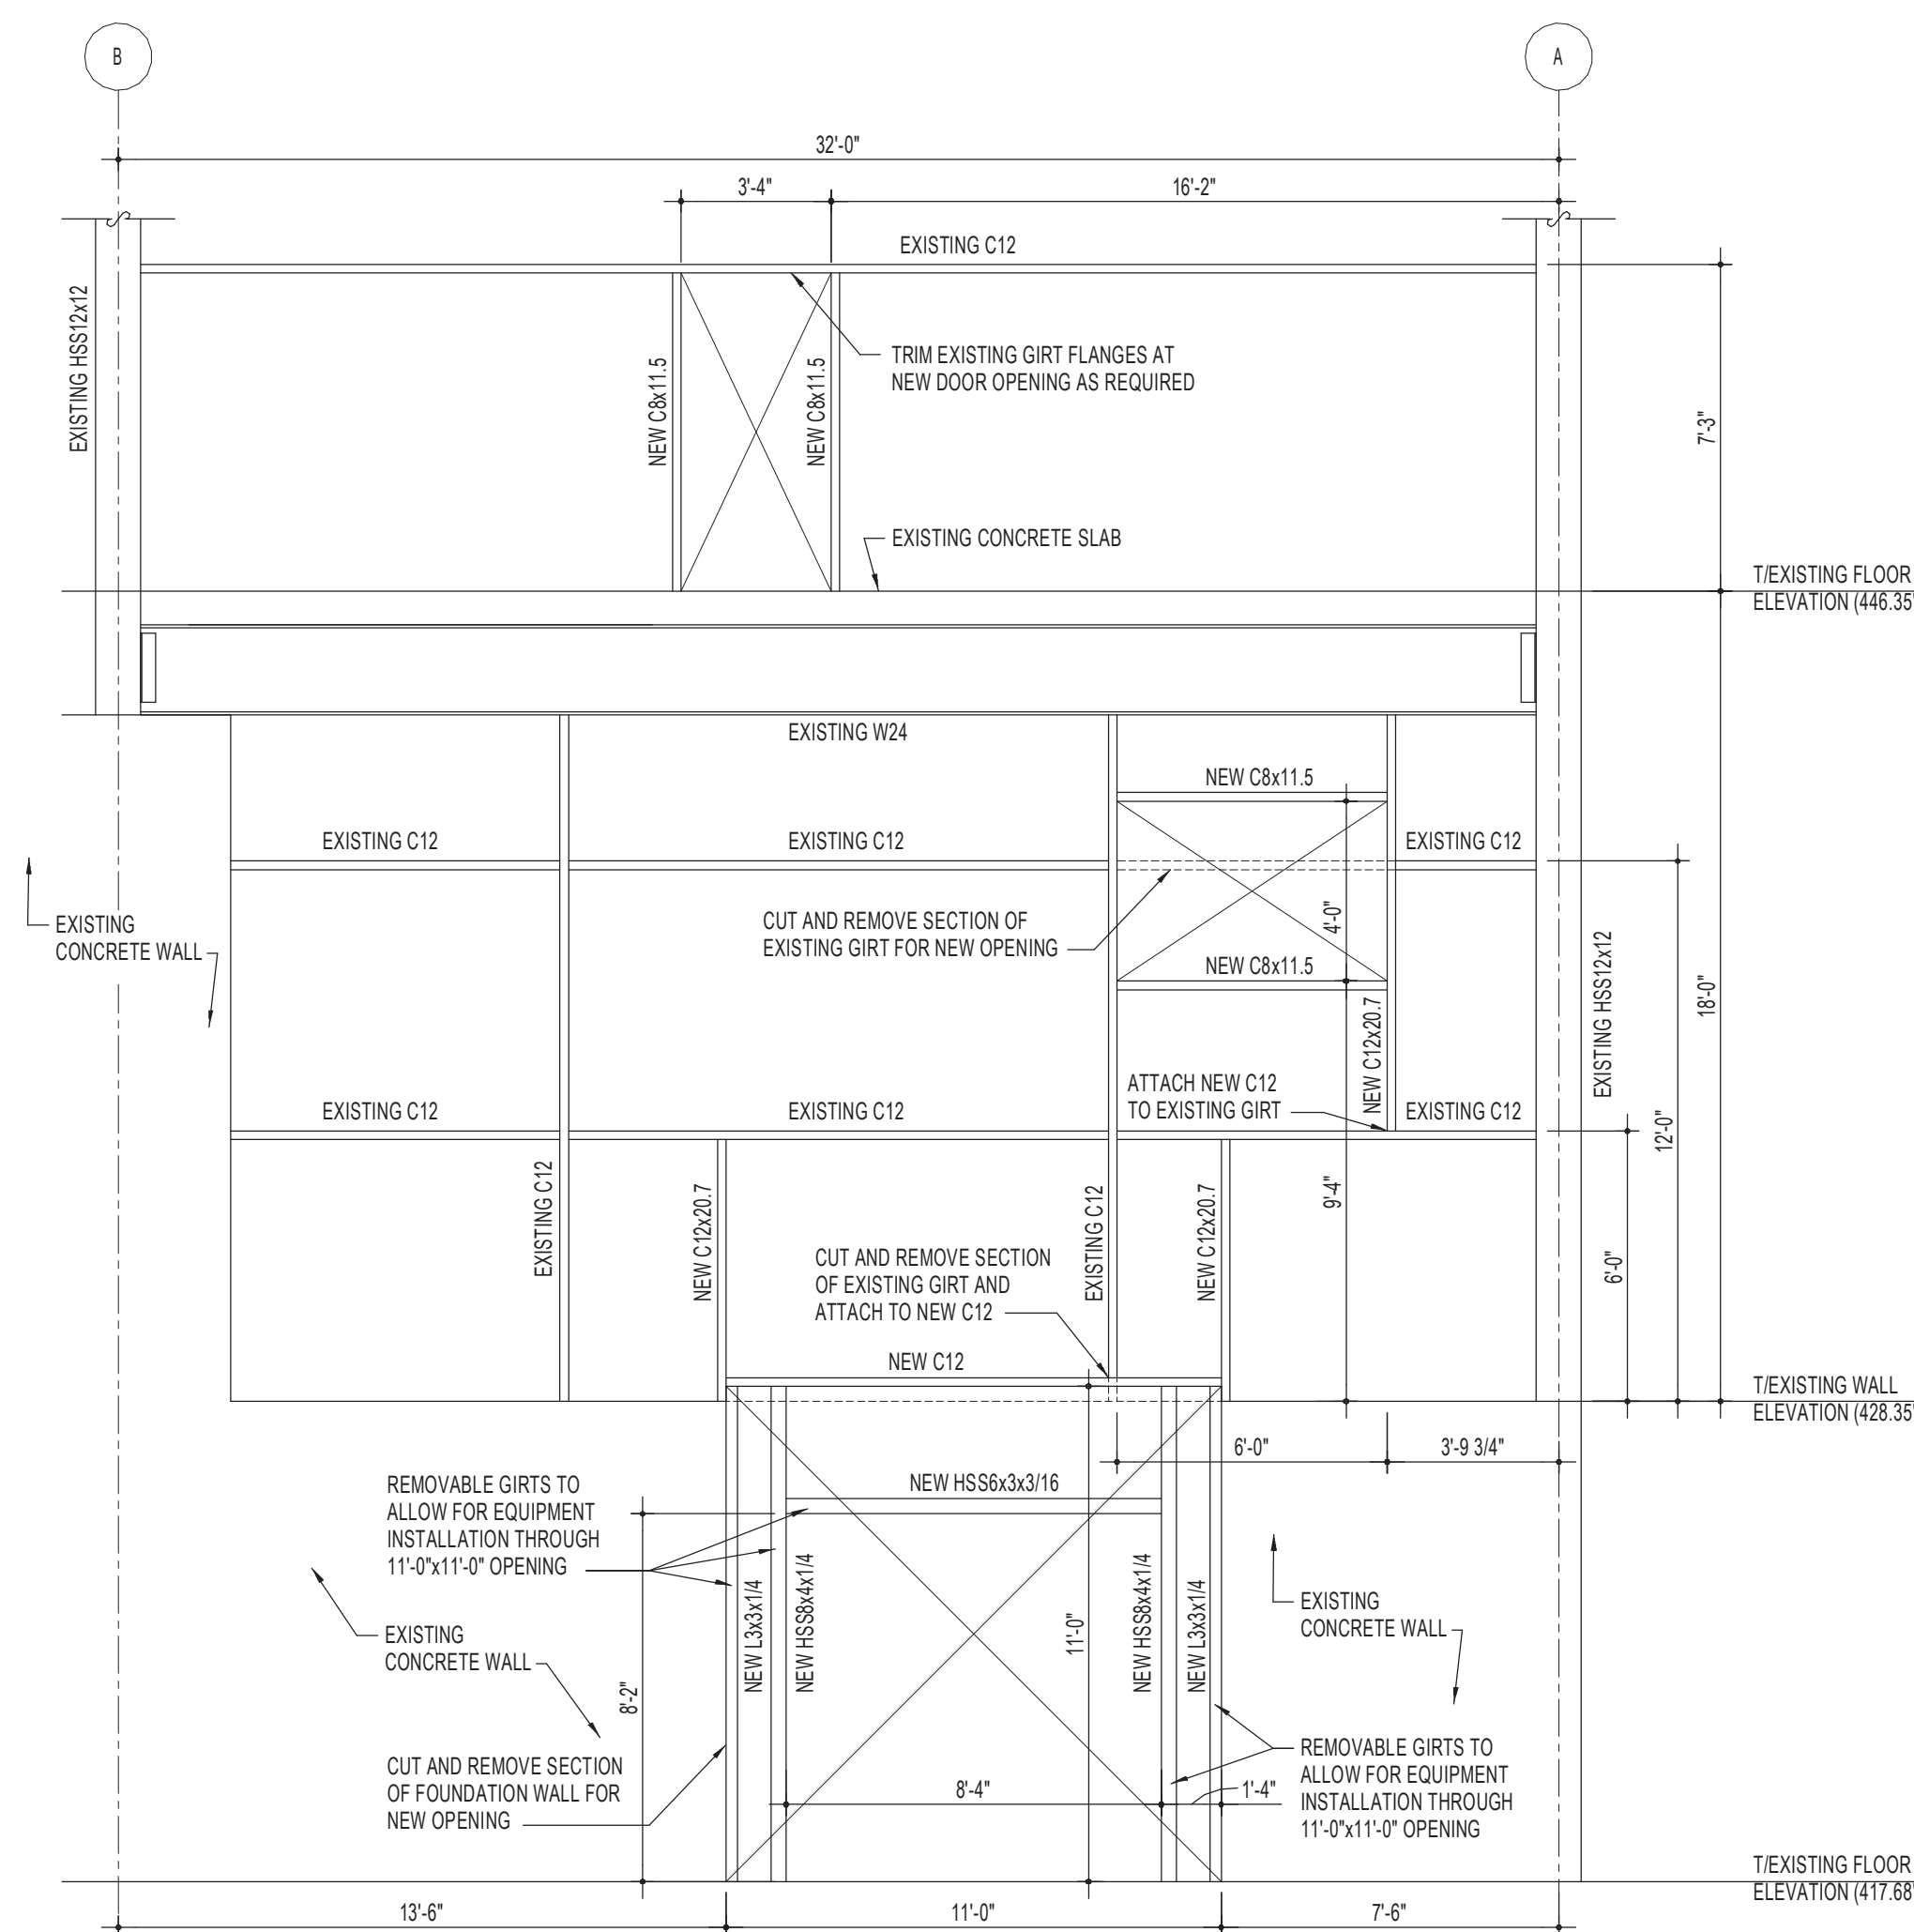 B
A
32'-0"
3'-4"
16'-2"
EXISTING C12
EXISTING HSS12x12
TRIM EXISTING GIRT FLANGES AT
NEW DOOR OPENING AS REQUIRED
NEW C8x11.5
NEW C8x11.5
7'-3"
EXISTING CONCRETE SLAB
T/EXISTING FLOOR
ELEVATION (446.35'
EXISTING W24
NEW C8x11.5
EXISTING C12
EXISTING C12
EXISTING C12
EXISTING
CONCRETE WALL
CUT AND REMOVE SECTION OF
EXISTING GIRT FOR NEW OPENING
4'-0"
NEW C8x11.5
EXISTING HSS12x12
18'-0"
NEW C12x20.7
ATTACH NEW C12
TO EXISTING GIRT
EXISTING C12
EXISTING C12
EXISTING C12
12'-0"
9'-4"
6'-0"
EXISTING C12
NEW C12x20.7
EXISTING C12
NEW C12x20.7
CUT AND REMOVE SECTION
OF EXISTING GIRT AND
ATTACH TO NEW C12
NEW C12
T/EXISTING WALL
ELEVATION (428.35'
6'-0"
3'-9 3/4"
REMOVABLE GIRTS TO
ALLOW FOR EQUIPMENT
INSTALLATION THROUGH
11'-0"x11'-0" OPENING
NEW HSS6x3x3/16
NEW L3x3x1/4
NEW HSS8x4x1/4
11'-0"
NEW HSS8x4x1/4
NEW L3x3x1/4
EXISTING
CONCRETE WALL
EXISTING
CONCRETE WALL
8'-2"
CUT AND REMOVE SECTION
OF FOUNDATION WALL FOR
NEW OPENING
8'-4"
1'-4"
REMOVABLE GIRTS TO
ALLOW FOR EQUIPMENT
INSTALLATION THROUGH
11'-0"x11'-0" OPENING
T/EXISTING FLOOR
ELEVATION (417.68'
13'-6"
11'-0"
7'-6"